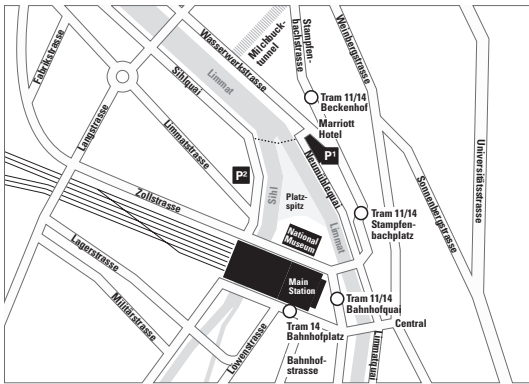 Fabrikstrasse
Wasserwerkstrasse
Milchbuck-
tunnel
Stampfen-
bachstrasse
Weinbergstrasse
Sihlquai
Limmat
Langstrasse
Limmatstrasse
Tram 11/14
Beckenhof
Marriott
Hotel
P1
P2
Neumühlequai
Universitätsstrasse
Sonneggstrasse
Zollstrasse
Sihl
Platz-
spitz
Limmat
National
Museum
Tram 11/14
Stampfen-
bachplatz
Lagerstrasse
Militärstrasse
Main
Station
Tram 11/14
Bahnhofquai
Löwenstrasse
Tram 14
Bahnhofplatz
Central
Bahnhof-
strasse
Limmatquai